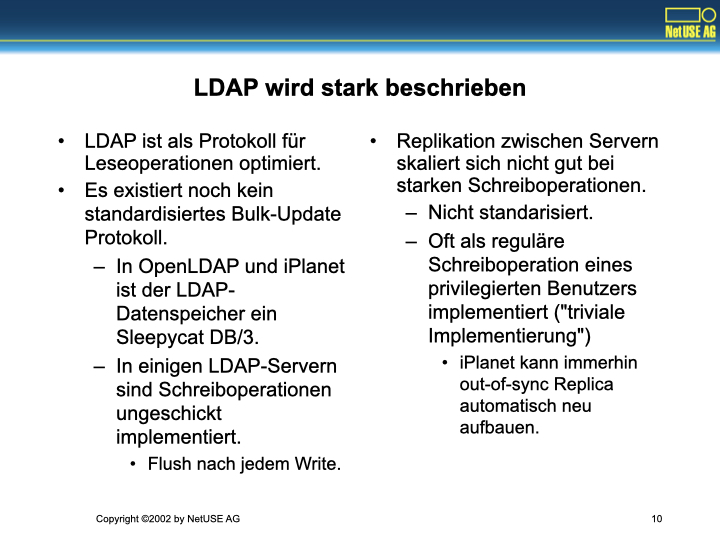 NetUSE AG
LDAP wird stark beschrieben
• LDAP ist als Protokoll für
Leseoperationen optimiert.
• Es existiert noch kein
standardisiertes Bulk-Update
Protokoll.
– In OpenLDAP und iPlanet
ist der LDAP-
Datenspeicher ein
Sleepycat DB/3.
– In einigen LDAP-Servern
sind Schreiboperationen
ungeschickt
implementiert.
• Flush nach jedem Write.
• Replikation zwischen Servern
skaliert sich nicht gut bei
starken Schreiboperationen.
– Nicht standarisiert.
– Oft als reguläre
Schreiboperation eines
privilegierten Benutzers
implementiert ("triviale
Implementierung")
• iPlanet kann immerhin
out-of-sync Replica
automatisch neu
aufbauen.
Copyright ©2002 by NetUSE AG
10